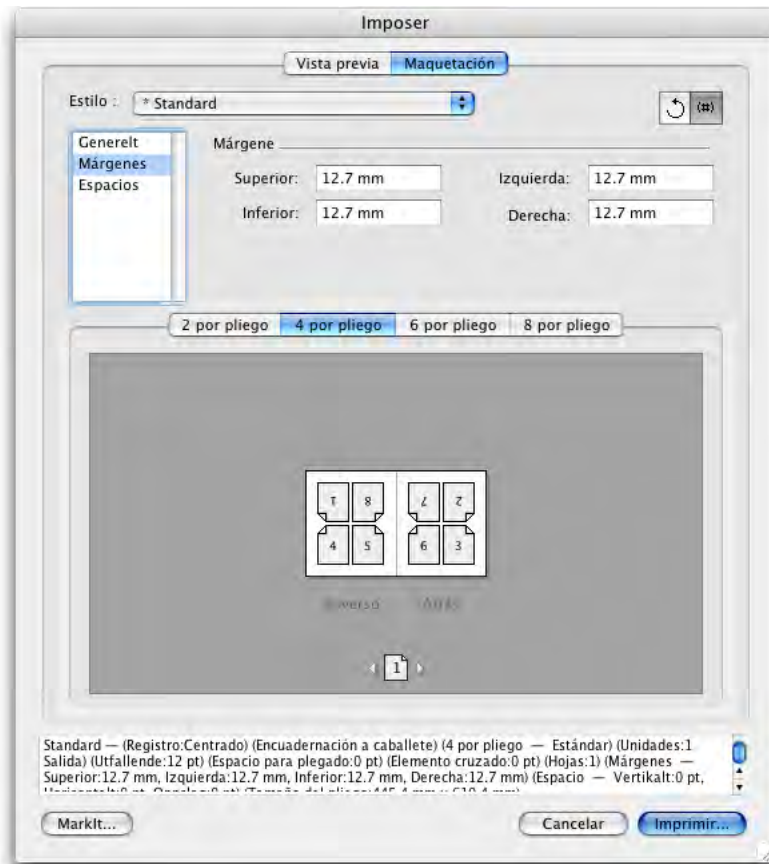 Imposer
Vista previa Maquetación
Estilo : * Standard (#)
Generelt
Márgenes
Espacios
Márgene
Superior: 12.7 mm Izquierda: 12.7 mm
Inferior: 12.7 mm Derecha: 12.7 mm
2 por pliego 4 por pliego 6 por pliego 8 por pliego
1 8 7 2
4 5 6 3
1
Standard — (Registro:Centrado) (Encuadernación a caballete) (4 por pliego — Estándar) (Unidades:1
Salida) (Utfallende:12 pt) (Espacio para plegado:0 pt) (Elemento cruzado:0 pt) (Hojas:1) (Márgenes —
Superior:12.7 mm, Izquierda:12.7 mm, Inferior:12.7 mm, Derecha:12.7 mm) (Espacio — Vertikalt:0 pt,
MarkIt... Cancelar Imprimir...